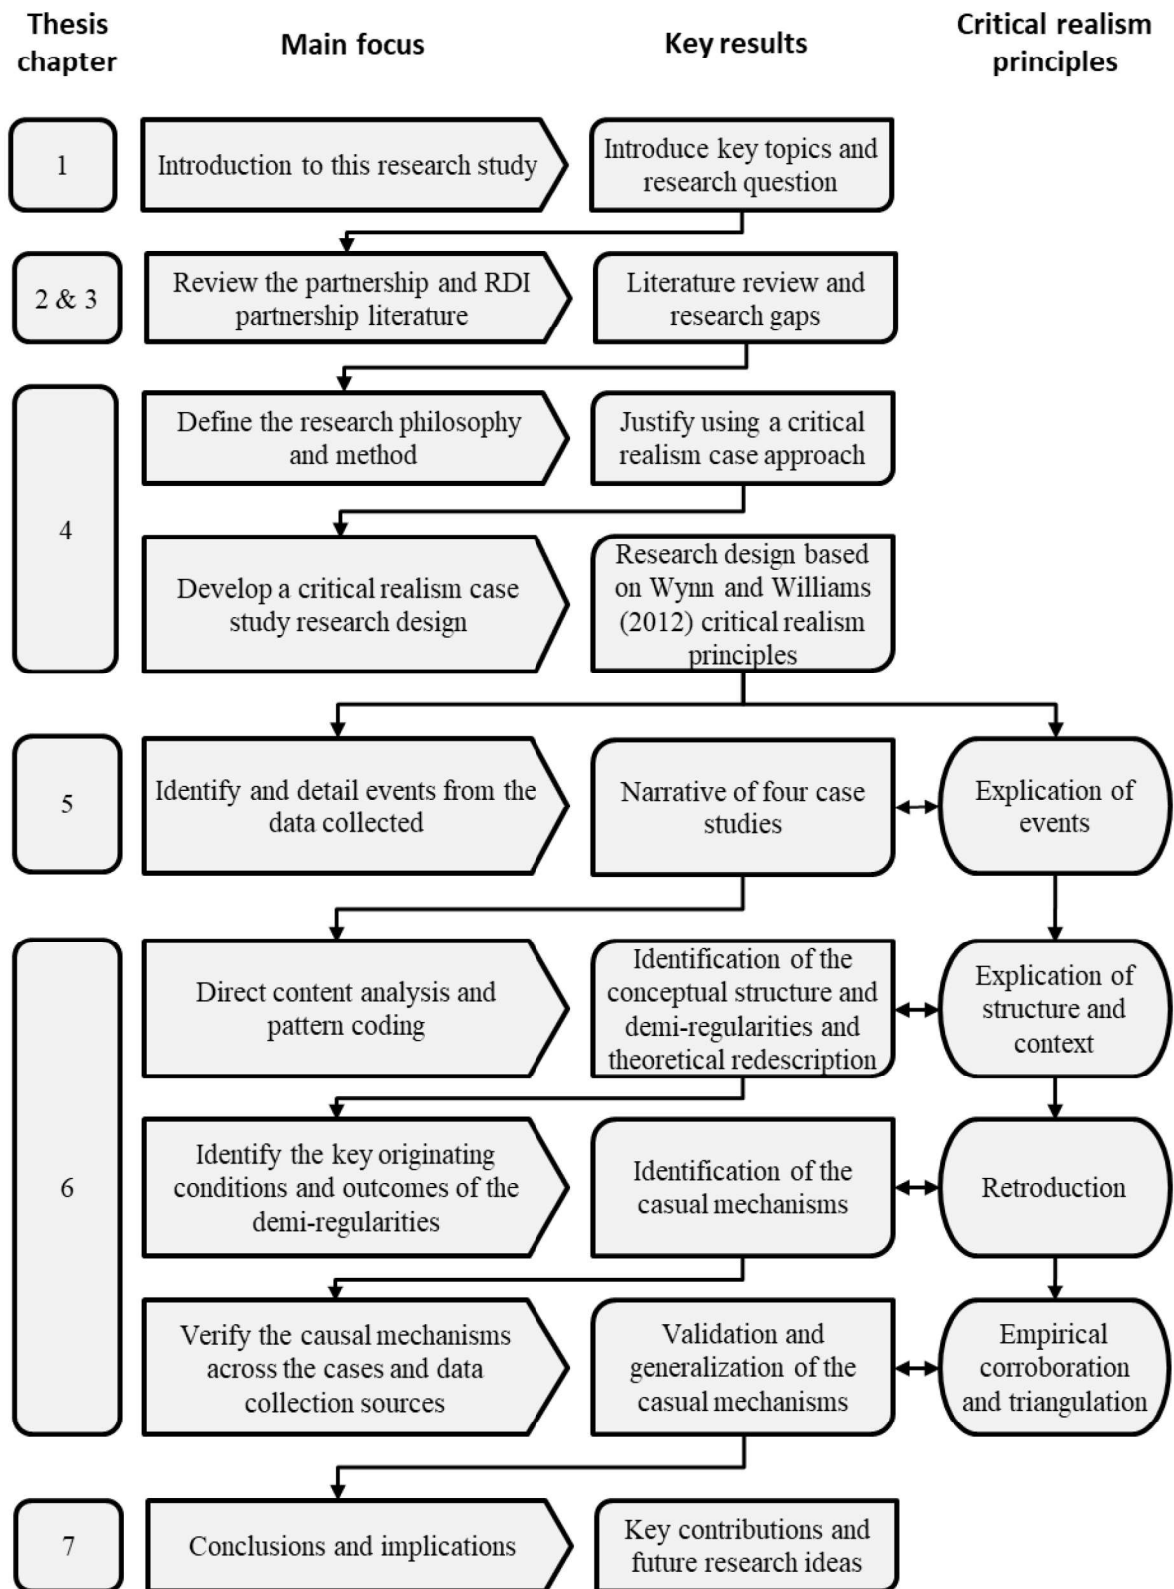 Thesis
chapter
Main focus
Key results
Critical realism
principles
1
Introduction to this research study
Introduce key topics and
research question
2 & 3
Review the partnership and RDI
partnership literature
Literature review and
research gaps
4
Define the research philosophy
and method
Justify using a critical
realism case approach
Develop a critical realism case
study research design
Research design based
on Wynn and Williams
(2012) critical realism
principles
5
Identify and detail events from the
data collected
Narrative of four case
studies
Explication of
events
6
Direct content analysis and
pattern coding
Identification of the
conceptual structure and
demi-regularities and
theoretical redescription
Explication of
structure and
context
Identify the key originating
conditions and outcomes of the
demi-regularities
Identification of the
casual mechanisms
Retroduction
Verify the causal mechanisms
across the cases and data
collection sources
Validation and
generalization of the
casual mechanisms
Empirical
corroboration
and triangulation
7
Conclusions and implications
Key contributions and
future research ideas